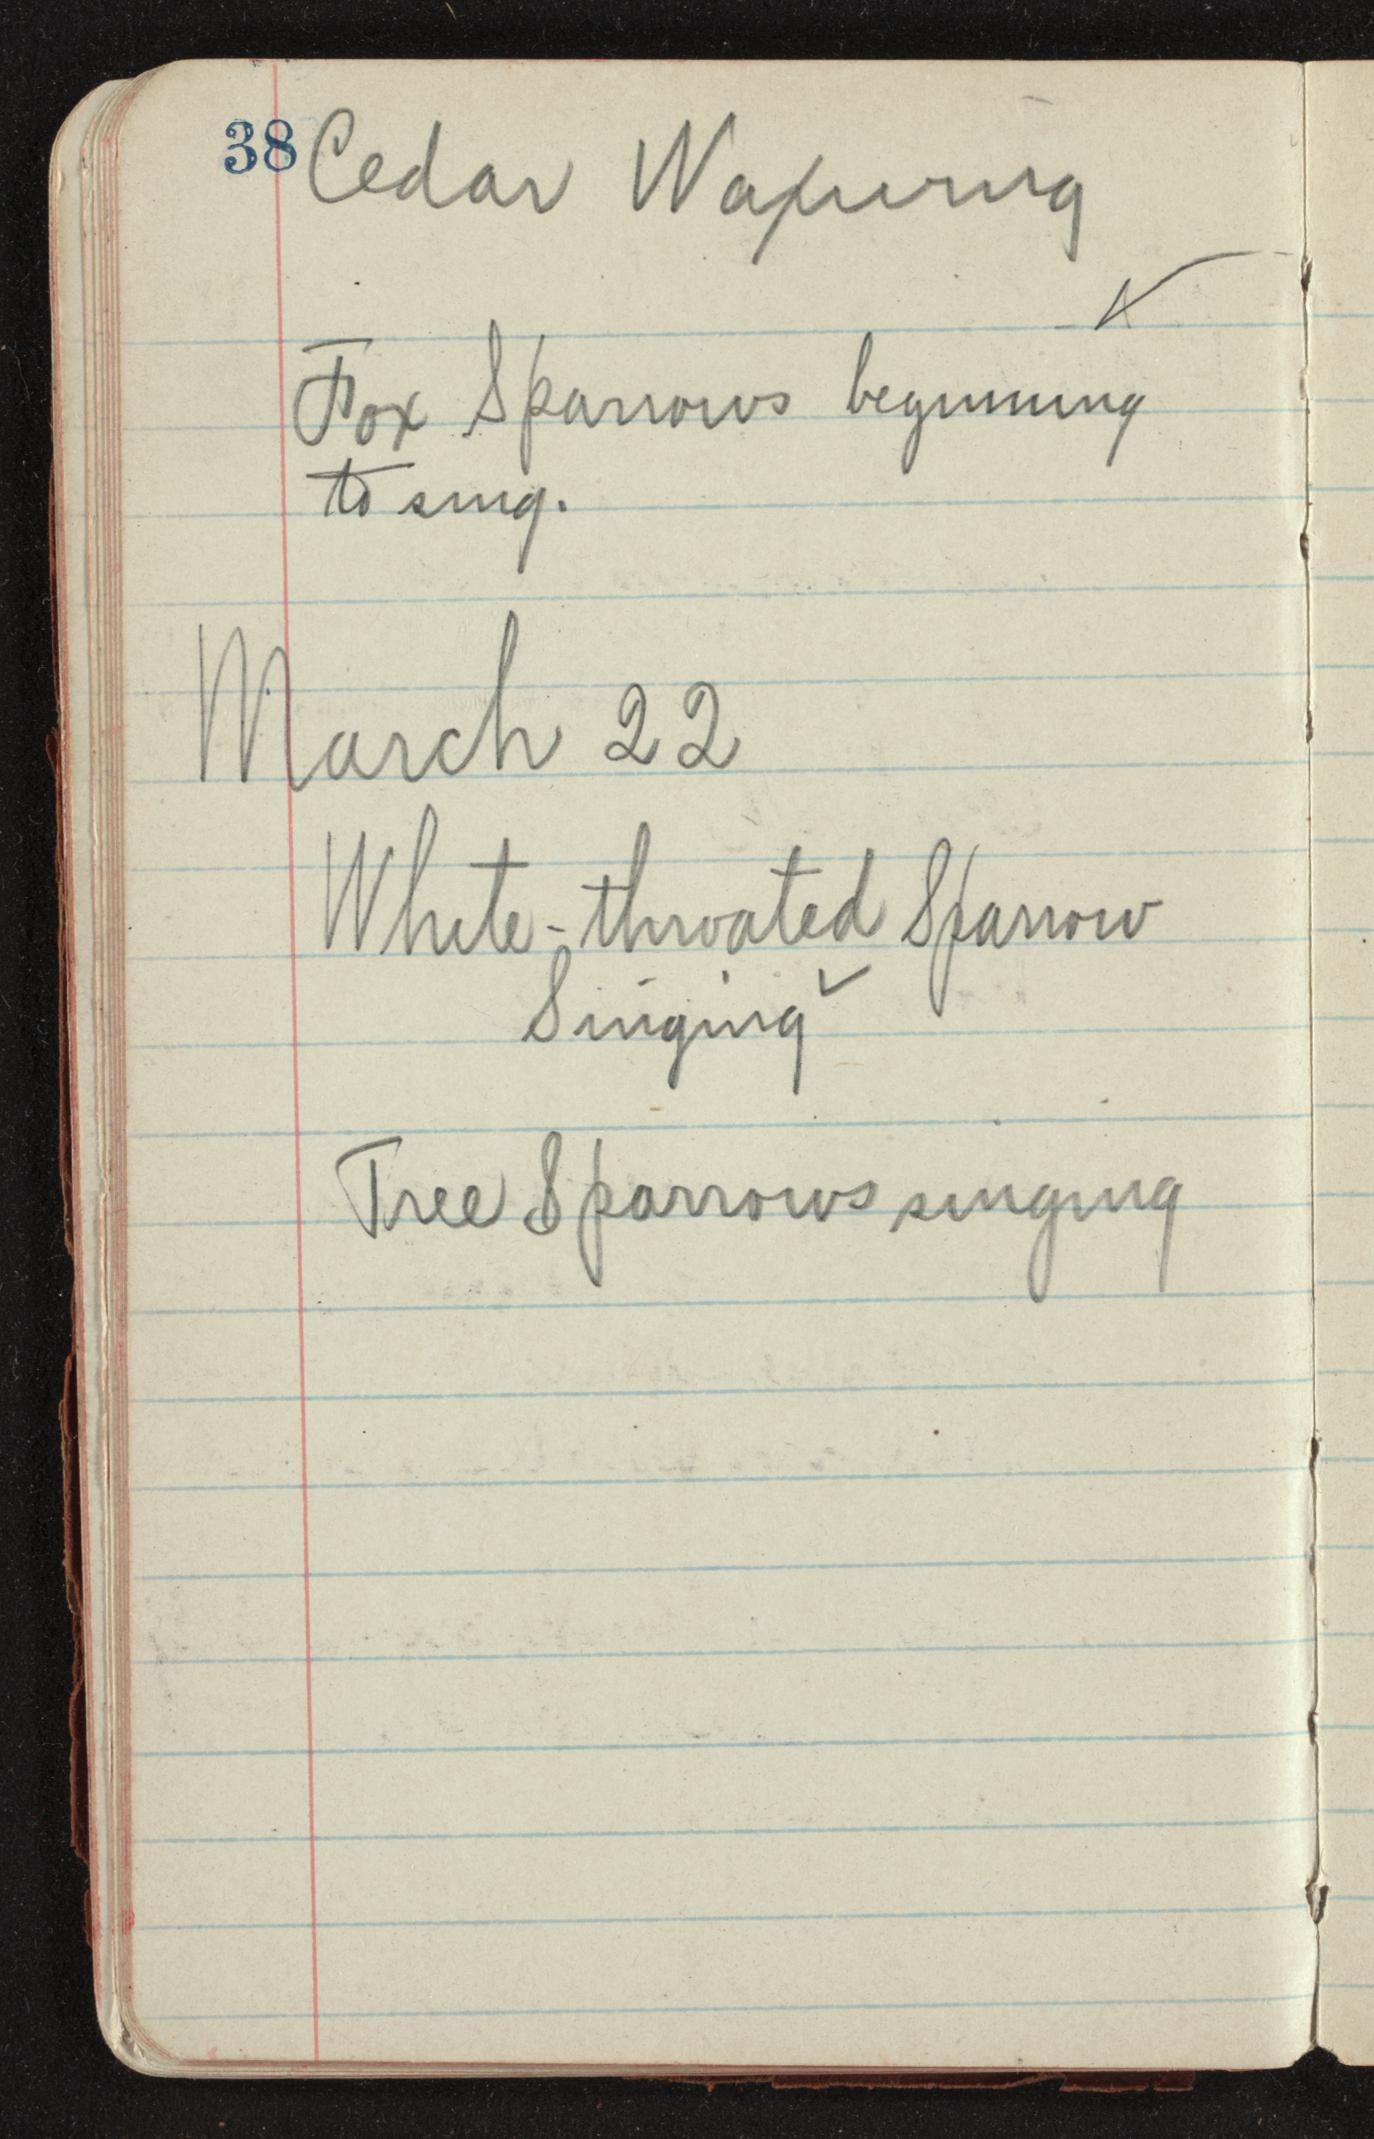 38 Cedar Waxwing
Fox Sparrows beginning
to sing.
March 22
White-throated Sparrow
Singing ✓
Tree Sparrows singing